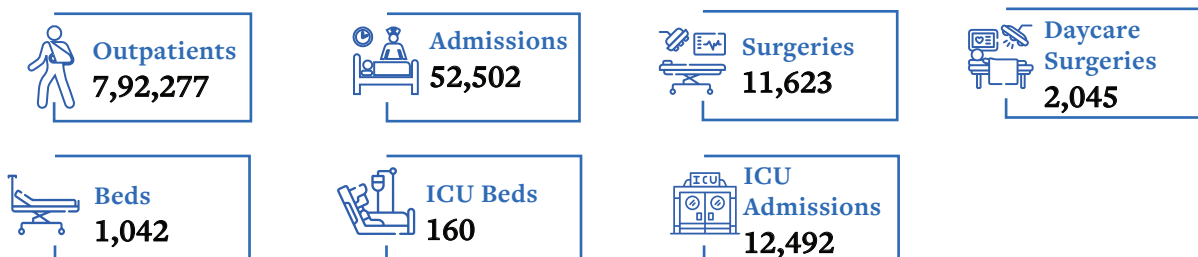 Outpatients
7,92,277
Admissions
52,502
Surgeries
11,623
Daycare
Surgeries
2,045
Beds
1,042
ICU Beds
160
ICU
ICU
Admissions
12,492